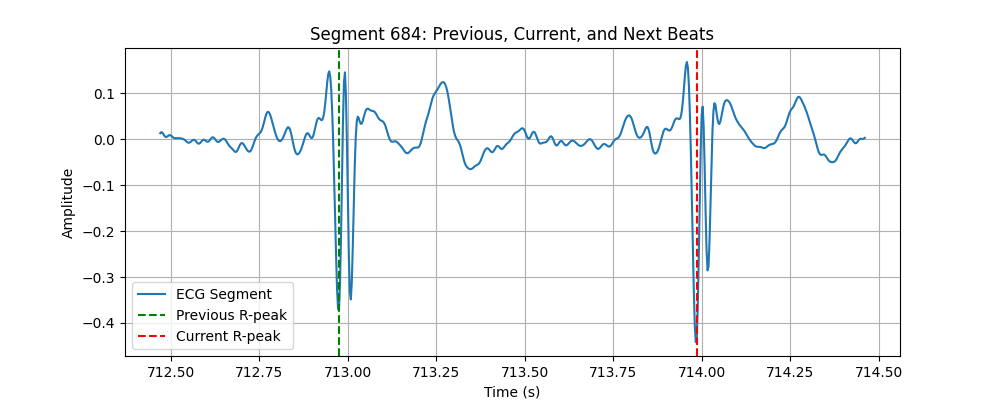 Segment 684: Previous, Current, and Next Beats
Amplitude
0.1
0.0
−0.1
−0.2
−0.3
−0.4
ECG Segment
Previous R-peak
Current R-peak
712.50 712.75 713.00 713.25 713.50 713.75 714.00 714.25 714.50
Time (s)